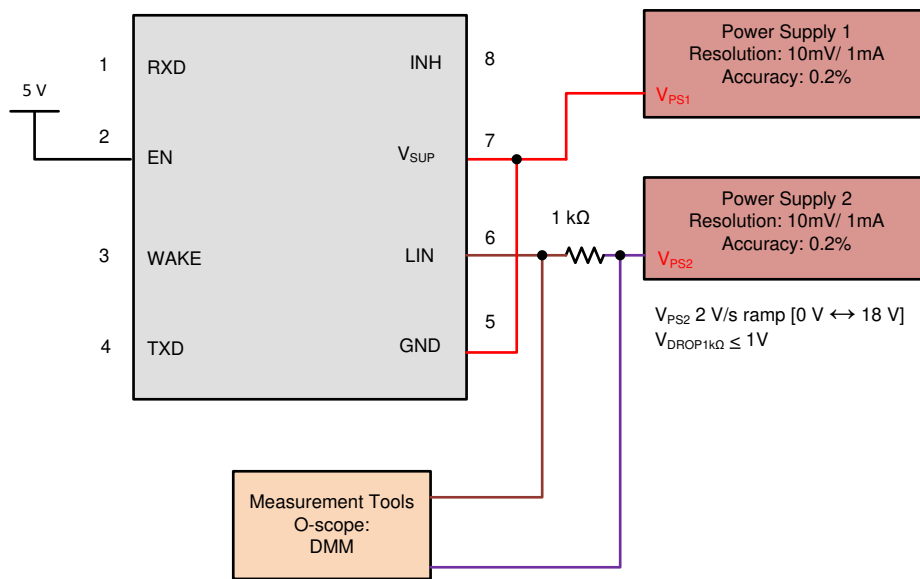 1
RXD
INH
8
5 V
2
EN
VSUP
7
3
WAKE
LIN
6
4
TXD
GND
5
1 kΩ
Power Supply 1
Resolution: 10mV/ 1mA
Accuracy: 0.2%
VPS1
Power Supply 2
Resolution: 10mV/ 1mA
Accuracy: 0.2%
VPS2
VPS2 2 V/s ramp [0 V ↔ 18 V]
VDROP1kΩ ≤ 1V
Measurement Tools
O-scope:
DMM